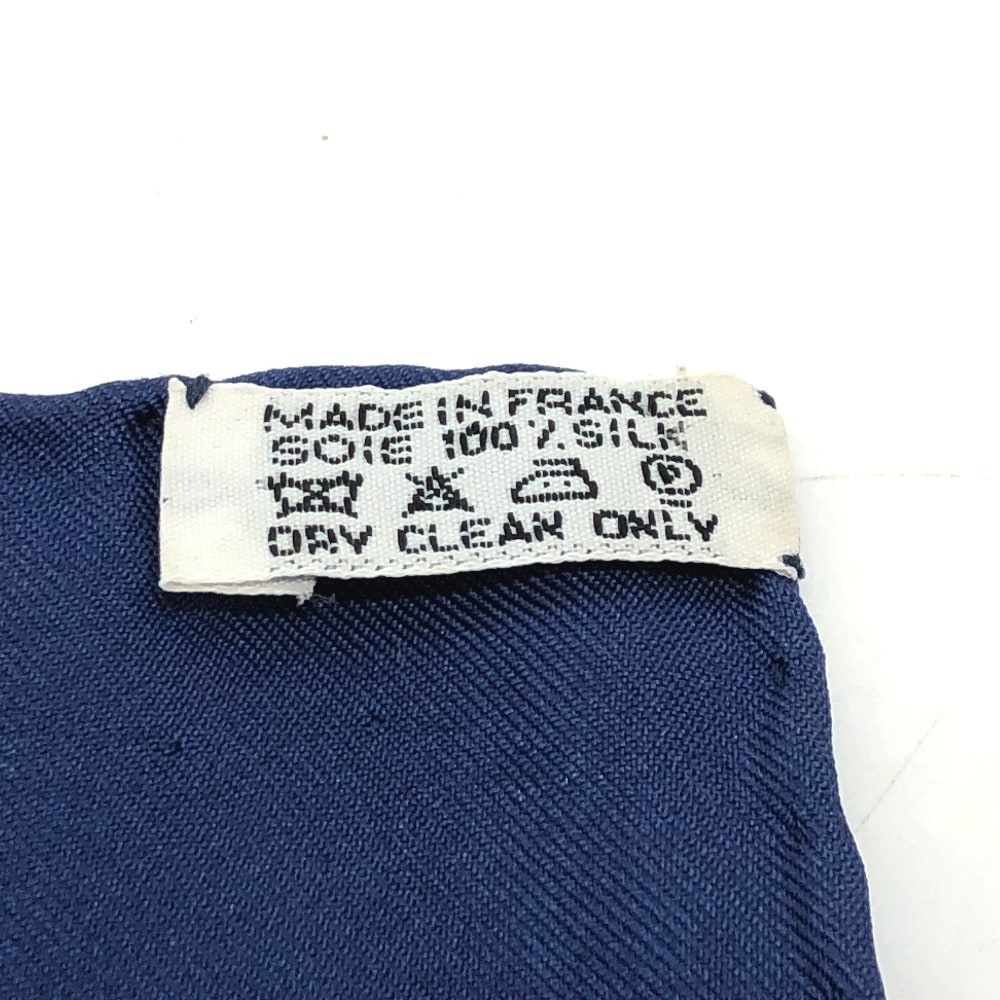 MADE IN FRANCE
SOIE 100% SILK
P
DRY CLEAN ONLY